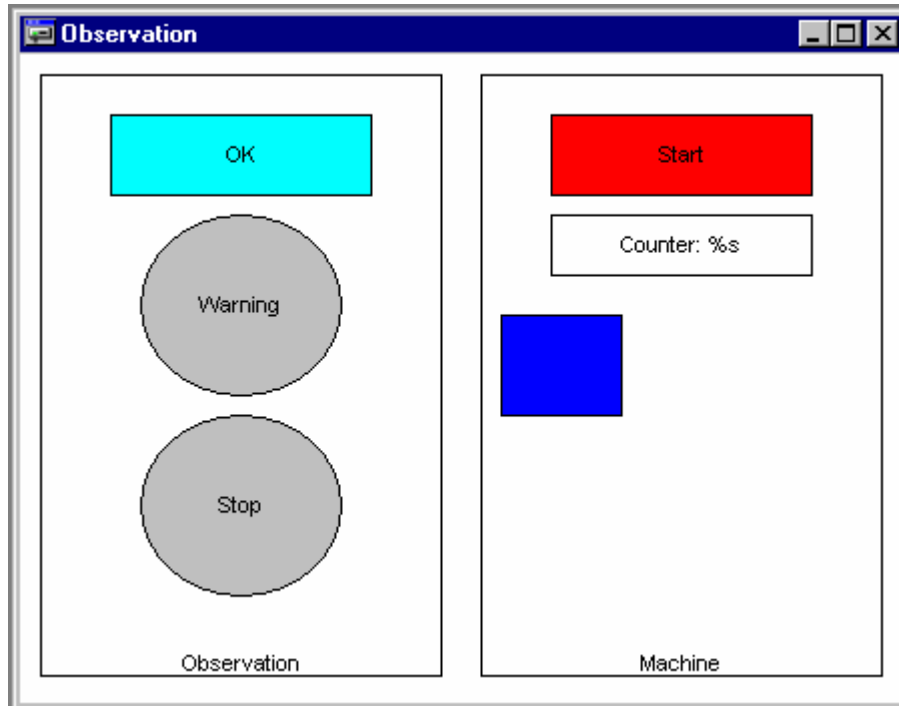 Observation
OK
Warning
Stop
Observation
Start
Counter: %s
Machine